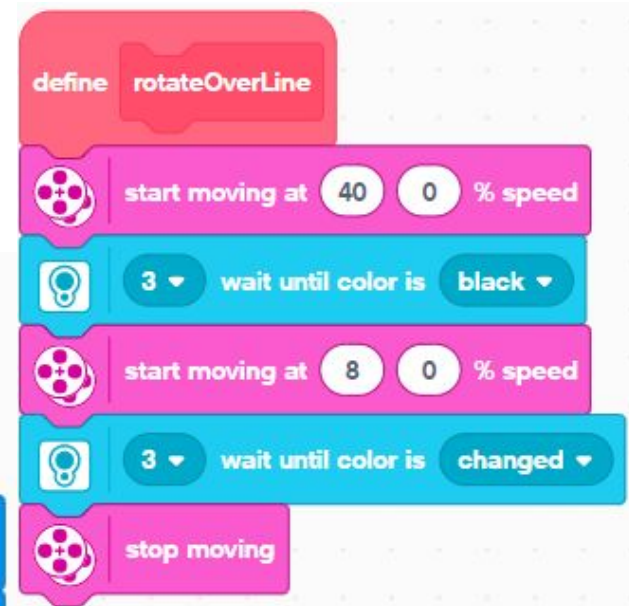 define rotateOverLine
start moving at 40 0 % speed
3 wait until color is black
start moving at 8 0 % speed
3 wait until color is changed
stop moving